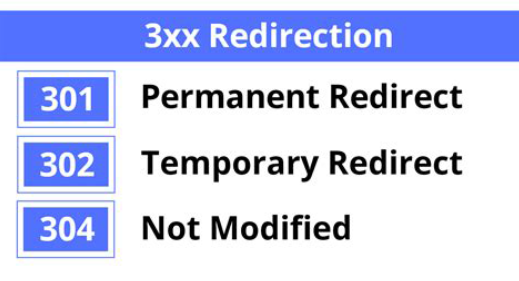 3xx Redirection
301 Permanent Redirect
302 Temporary Redirect
304 Not Modified